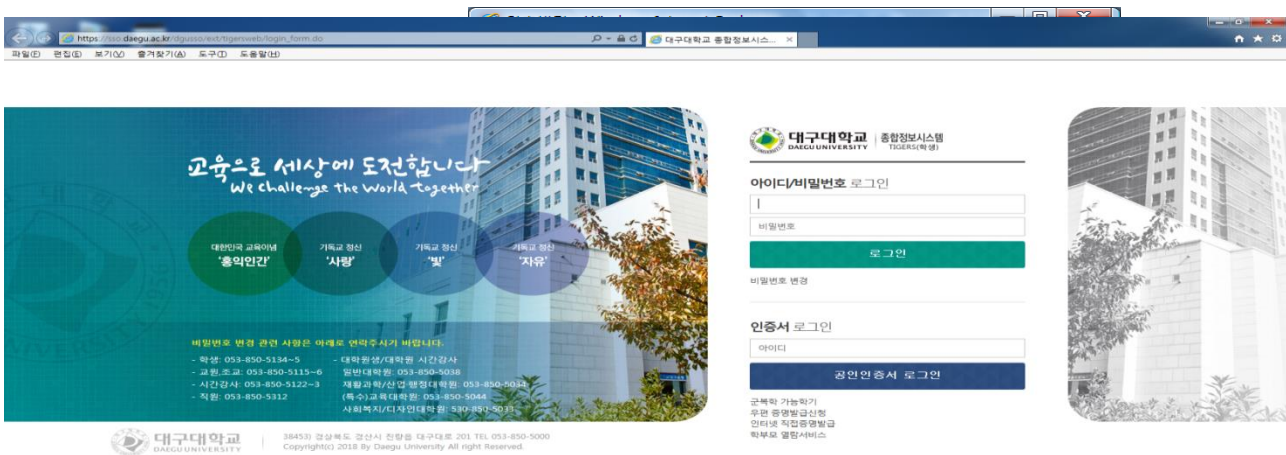 https://sso.daegu.ac.kr/dgusso/ext/tigersweb/login_form.do
대구대학교 종합정보시스...
파일(F) 편집(E) 보기(V) 즐겨찾기(A) 도구(T) 도움말(H)
교육으로 세상에 도전합니다
We challenge the world together
대한민국 교육이념
'홍익인간'
기독교 정신
'사랑'
기독교 정신
'빛'
기독교 정신
'자유'
비밀번호 변경 관련 사항은 아래로 연락주시기 바랍니다.
- 학생: 053-850-5134~5
- 교원,조교: 053-850-5115~6
- 시간강사: 053-850-5122~3
- 직원: 053-850-5312
- 대학원생/대학원 시간강사
일반대학원: 053-850-5038
재활과학/산업·행정대학원: 053-850-5034
(특수)교육대학원: 053-850-5044
사회복지/디자인대학원: 530-850-5033
대구대학교
DAEGU UNIVERSITY
종합정보시스템
TIGERS(학생)
아이디/비밀번호 로그인
비밀번호
로그인
비밀번호 변경
인증서 로그인
아이디
공인인증서 로그인
군복학 가능학기
우편 증명발급신청
인터넷 직접증명발급
학부모 열람서비스
대구대학교
DAEGU UNIVERSITY
38453) 경상북도 경산시 진량읍 대구대로 201 TEL 053-850-5000
Copyright(c) 2018 By Daegu University All right Reserved.